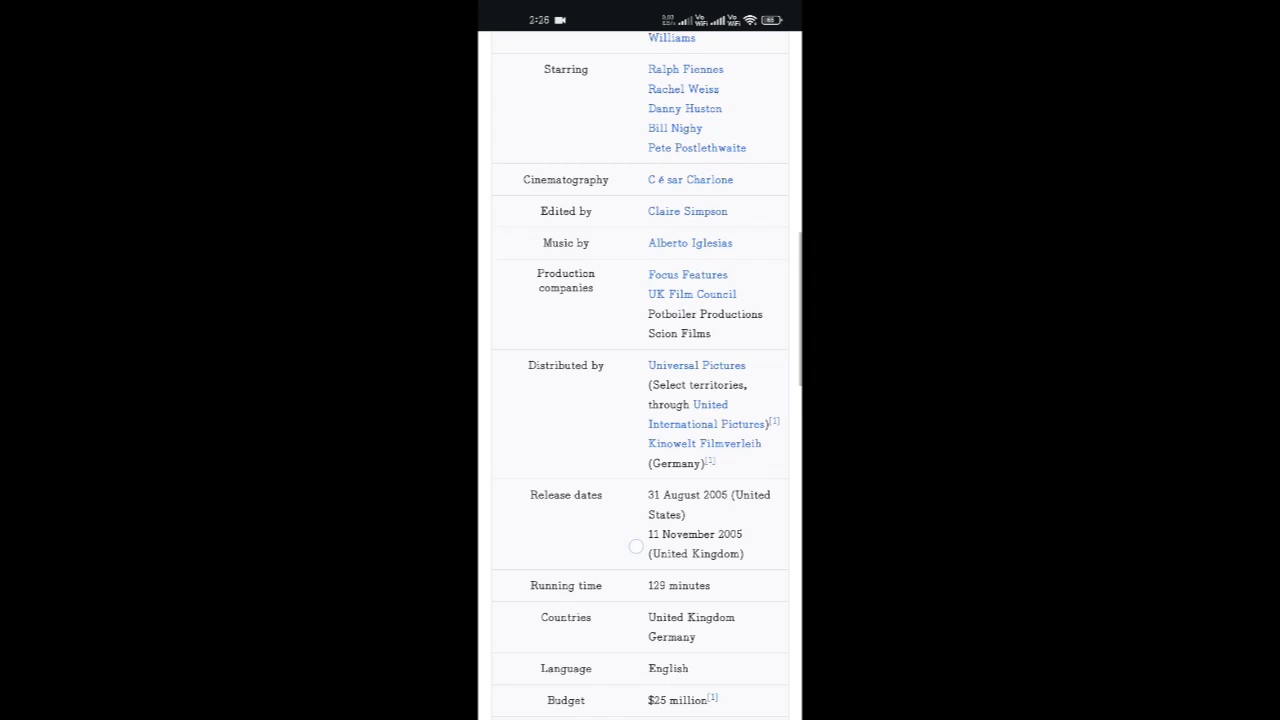 2:26
Williams
Starring
Ralph Fiennes
Rachel Weisz
Danny Huston
Bill Nighy
Pete Postlethwaite
Cinematography
C é sar Charlone
Edited by
Claire Simpson
Music by
Alberto Iglesias
Production
companies
Focus Features
UK Film Council
Potboiler Productions
Scion Films
Distributed by
Universal Pictures
(Select territories,
through United
International Pictures)[1]
Kinowelt Filmverleih
(Germany)[1]
Release dates
31 August 2005 (United
States)
11 November 2005
(United Kingdom)
Running time
129 minutes
Countries
United Kingdom
Germany
Language
English
Budget
$25 million[1]